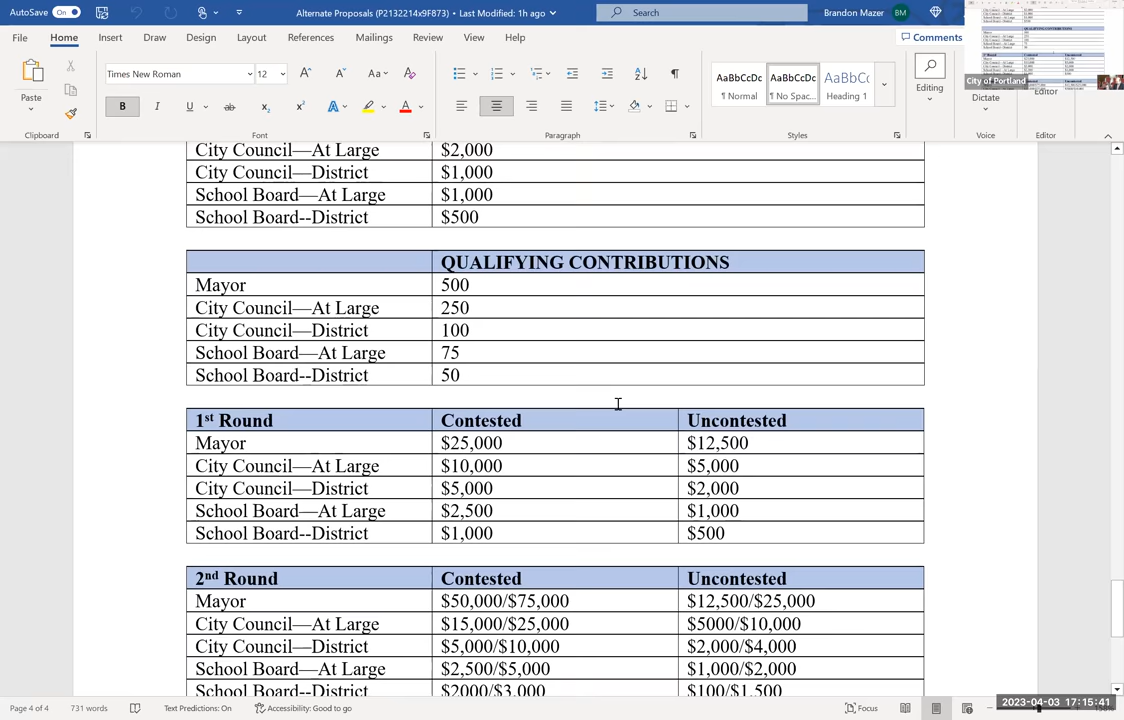 AutoSave On Alternate Proposals (P2132214x9F873) • Last Modified: 1h ago Search Brandon Mazer BM
File Home Insert Draw Design Layout References Mailings Review View Help Comments
Paste
Clipboard
Times New Roman 12 Aa
B I U ab x₂ x² A A
Font
Paragraph
AaBbCcDc AaBbCcDc AaBbCc
¶ Normal ¶ No Spac... Heading 1
Styles
Editing
Dictate
Voice
Editor
Editor
City of Portland
City Council—At Large $2,000
City Council—District $1,000
School Board—At Large $1,000
School Board--District $500
QUALIFYING CONTRIBUTIONS
Mayor 500
City Council—At Large 250
City Council—District 100
School Board—At Large 75
School Board--District 50
1st Round Contested Uncontested
Mayor $25,000 $12,500
City Council—At Large $10,000 $5,000
City Council—District $5,000 $2,000
School Board—At Large $2,500 $1,000
School Board--District $1,000 $500
2nd Round Contested Uncontested
Mayor $50,000/$75,000 $12,500/$25,000
City Council—At Large $15,000/$25,000 $5000/$10,000
City Council—District $5,000/$10,000 $2,000/$4,000
School Board—At Large $2,500/$5,000 $1,000/$2,000
School Board--District $2000/$3,000 $100/$1,500
Page 4 of 4 731 words Text Predictions: On Accessibility: Good to go Focus
2023-04-03 17:15:41